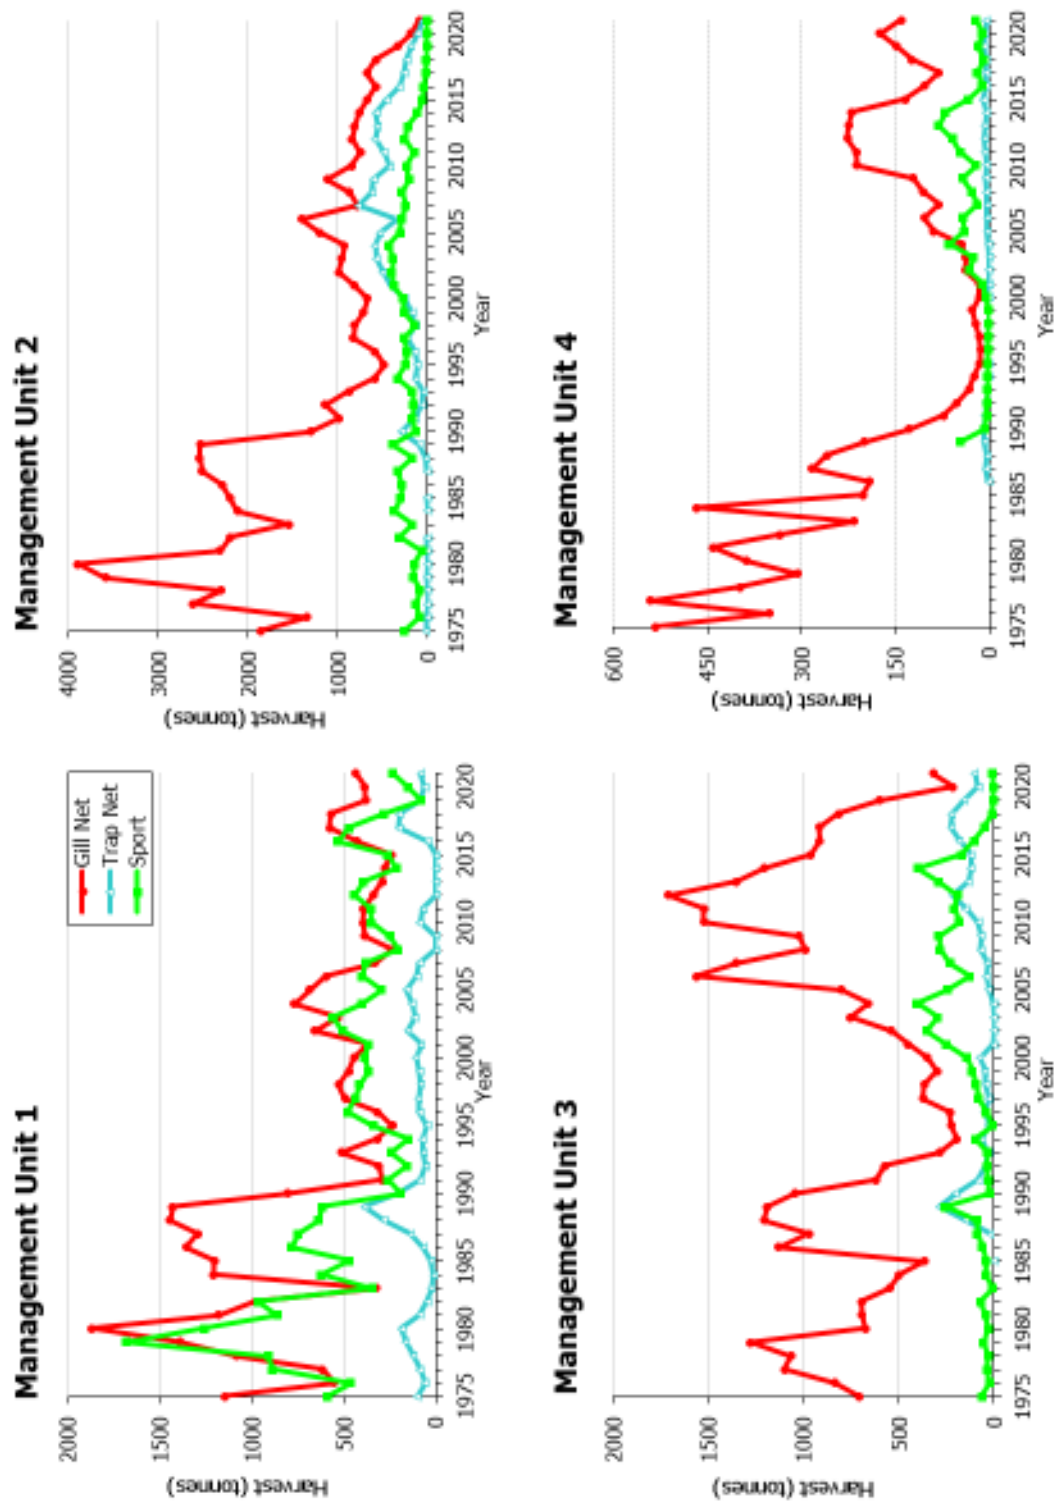 Management Unit 1
Harvest (tonnes)
2000
1500
1000
500
0
1975 1980 1985 1990 1995 2000 2005 2010 2015 2020
Year
Gill Net
Trap Net
Sport
Management Unit 2
Harvest (tonnes)
4000
3000
2000
1000
0
1975 1980 1985 1990 1995 2000 2005 2010 2015 2020
Year
Management Unit 3
Harvest (tonnes)
2000
1500
1000
500
0
1975 1980 1985 1990 1995 2000 2005 2010 2015 2020
Year
Management Unit 4
Harvest (tonnes)
600
450
300
150
0
1975 1980 1985 1990 1995 2000 2005 2010 2015 2020
Year